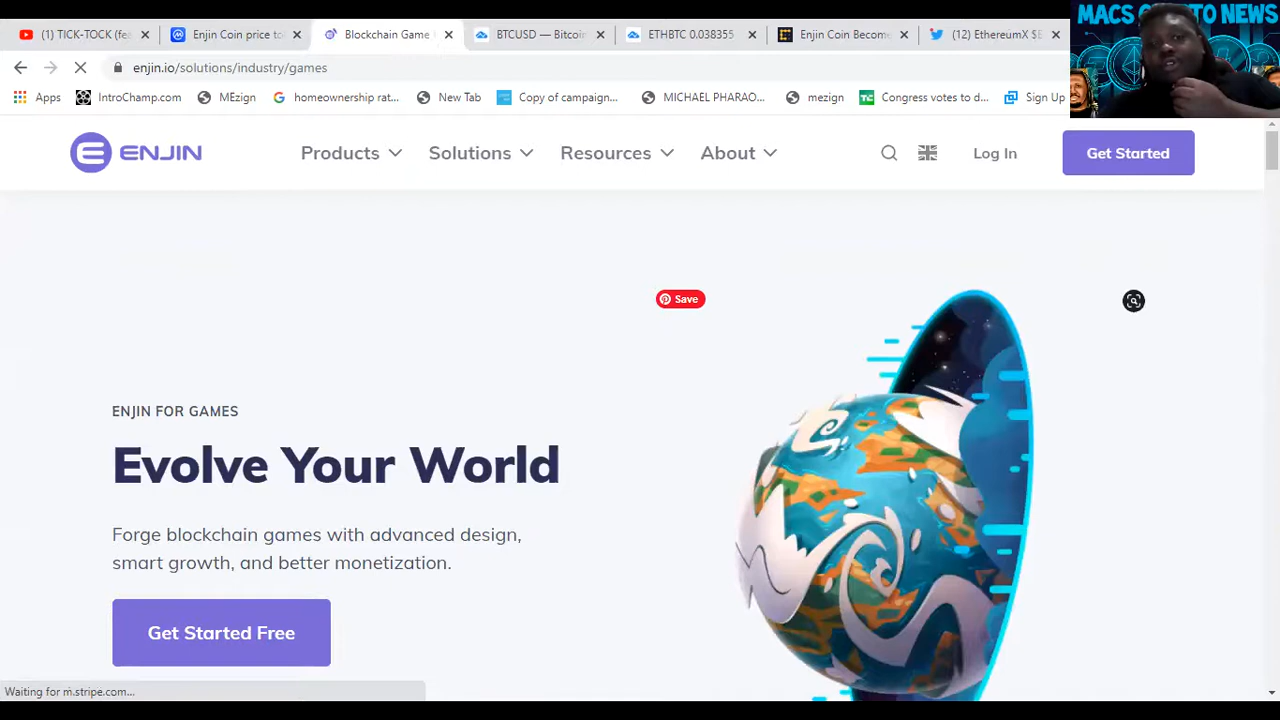 (1) TICK-TOCK (fea
Enjin Coin price to
Blockchain Game
BTCUSD — Bitcoin
ETHBTC 0.038355
Enjin Coin Becom
(12) EthereumX $E
MACS CRYPTO NEWS
enjin.io/solutions/industry/games
Apps
IntroChamp.com
MEzign
homeownership rat...
New Tab
Copy of campaign...
MICHAEL PHARAO...
mezign
Congress votes to d...
Sign Up
ENJIN
Products
Solutions
Resources
About
Log In
Get Started
Save
ENJIN FOR GAMES
Evolve Your World
Forge blockchain games with advanced design,
smart growth, and better monetization.
Get Started Free
Waiting for m.stripe.com...